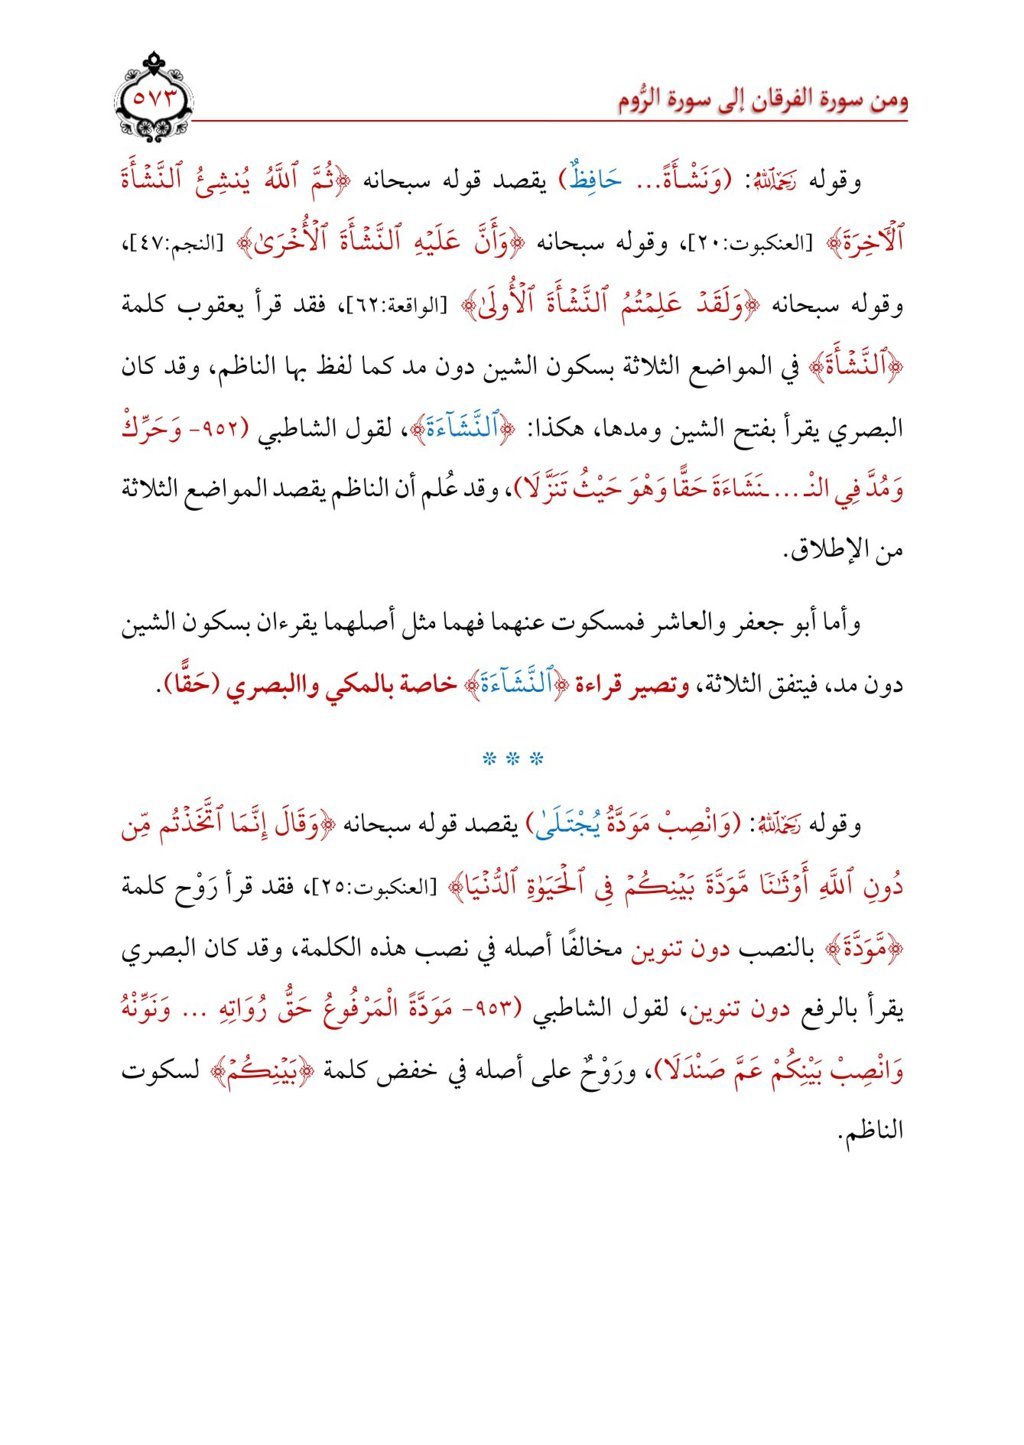 ومن سورة الفرقان إلى سورة الرُّوم
٥٧٣
وقوله رَحِمَهُ ٱللَّهُ: (وَنَشْـأَةً... حَافِظٌ) يقصد قوله سبحانه ﴿ثُمَّ ٱللَّهُ يُنشِئُ ٱلنَّشۡأَةَ
ٱلۡأٓخِرَةَ﴾ [العنكبوت:٢٠]، وقوله سبحانه ﴿وَأَنَّ عَلَيۡهِ ٱلنَّشۡأَةَ ٱلۡأُخۡرَىٰ﴾ [النجم:٤٧]،
وقوله سبحانه ﴿وَلَقَدۡ عَلِمۡتُمُ ٱلنَّشۡأَةَ ٱلۡأُولَىٰ﴾ [الواقعة:٦٢]، فقد قرأ يعقوب كلمة
﴿ٱلنَّشۡأَةَ﴾ في المواضع الثلاثة بسكون الشين دون مد كما لفظ بها الناظم، وقد كان
البصري يقرأ بفتح الشين ومدها، هكذا: ﴿ٱلنَّشَآءَةَ﴾، لقول الشاطبي (٩٥٢- وَحَرِّكْ
وَمُدَّ فِي النْـ ... ـنَشَاءَةَ حَقًّا وَهْوَ حَيْثُ تَنَزَّلَا)، وقد عُلم أن الناظم يقصد المواضع الثلاثة
من الإطلاق.
وأما أبو جعفر والعاشر فمسكوت عنهما فهما مثل أصلهما يقرءان بسكون الشين
دون مد، فيتفق الثلاثة، وتصير قراءة ﴿ٱلنَّشَآءَةَ﴾ خاصة بالمكي واالبصري (حَقًّا).
* * *
وقوله رَحِمَهُ ٱللَّهُ: (وَانْصِبْ مَوَدَّةُ يُجْتَـلَىٰ) يقصد قوله سبحانه ﴿وَقَالَ إِنَّمَا ٱتَّخَذۡتُم مِّن
دُونِ ٱللَّهِ أَوۡثَٰنٗا مَّوَدَّةَ بَيۡنِكُمۡ فِي ٱلۡحَيَوٰةِ ٱلدُّنۡيَا﴾ [العنكبوت:٢٥]، فقد قرأ رَوْح كلمة
﴿مَّوَدَّةَ﴾ بالنصب دون تنوين مخالفًا أصله في نصب هذه الكلمة، وقد كان البصري
يقرأ بالرفع دون تنوين، لقول الشاطبي (٩٥٣- مَوَدَّةً الْمَرْفُوعُ حَقُّ رُوَاتِهِ ... وَنَوِّنْهُ
وَانْصِبْ بَيْنِكُمْ عَمَّ صَنْدَلَا)، ورَوْحٌ على أصله في خفض كلمة ﴿بَيۡنِكُمۡ﴾ لسكوت
الناظم.